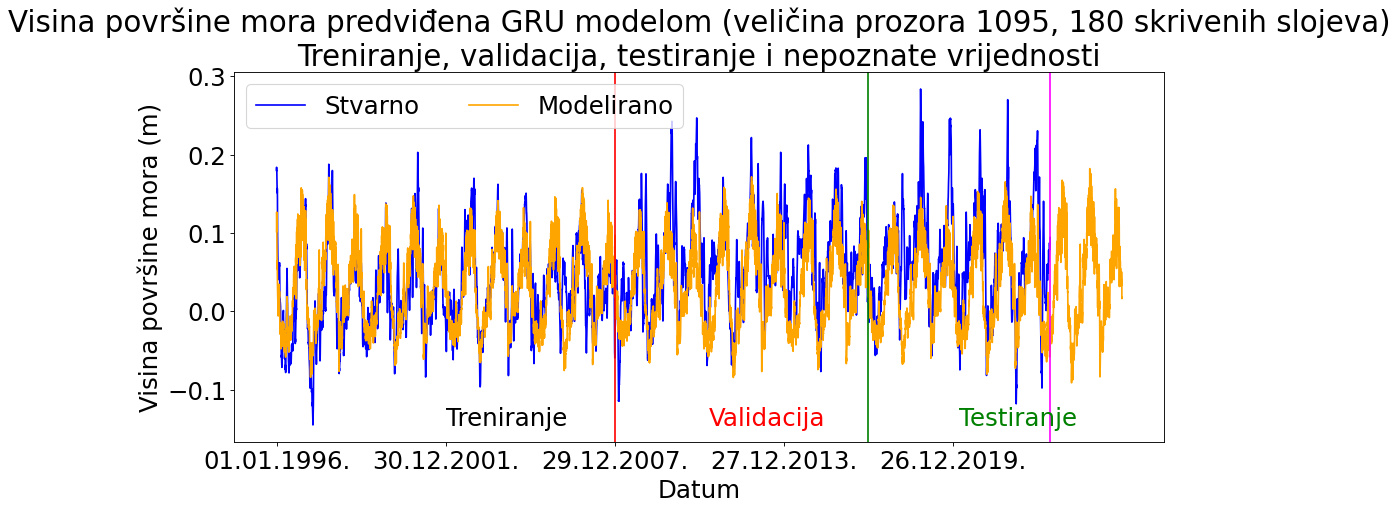 Visina površine mora predviđena GRU modelom (veličina prozora 1095, 180 skrivenih slojeva)
Treniranje, validacija, testiranje i nepoznate vrijednosti
Stvarno Modelirano
Visina površine mora (m)
0.3
0.2
0.1
0.0
−0.1
Treniranje Validacija Testiranje
01.01.1996. 30.12.2001. 29.12.2007. 27.12.2013. 26.12.2019.
Datum